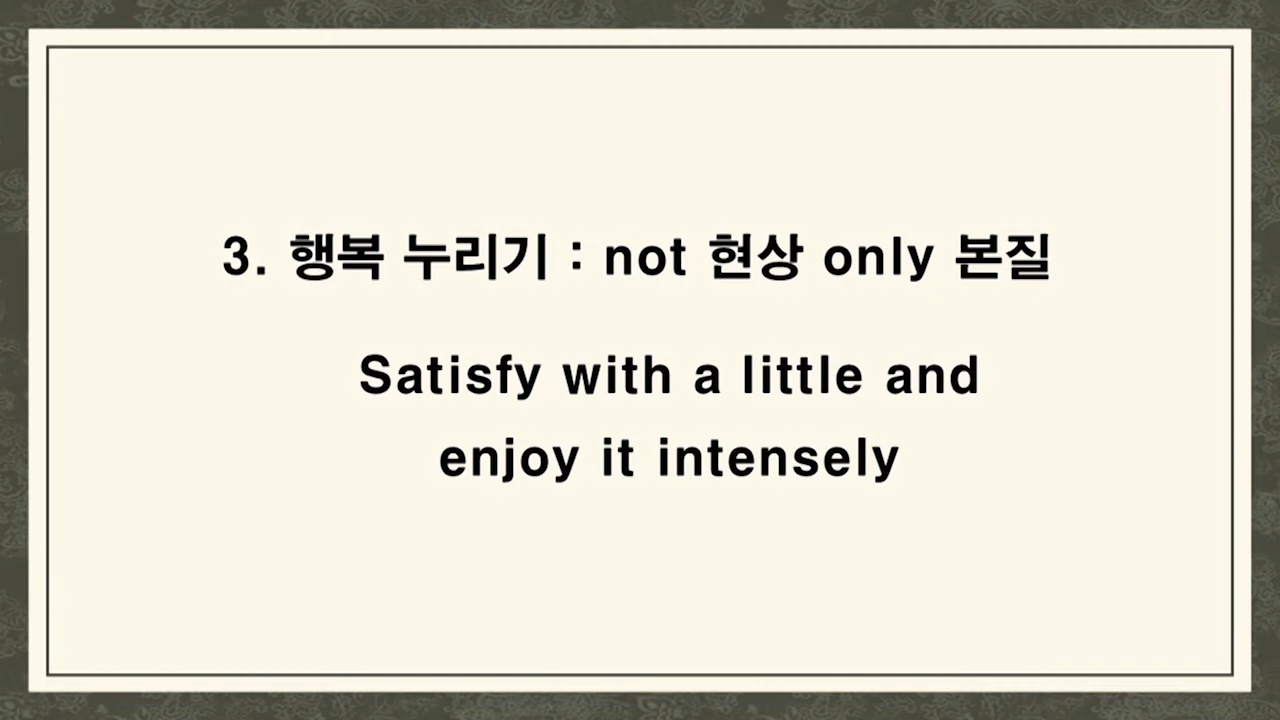 3. 행복 누리기 : not 현상 only 본질
Satisfy with a little and
enjoy it intensely